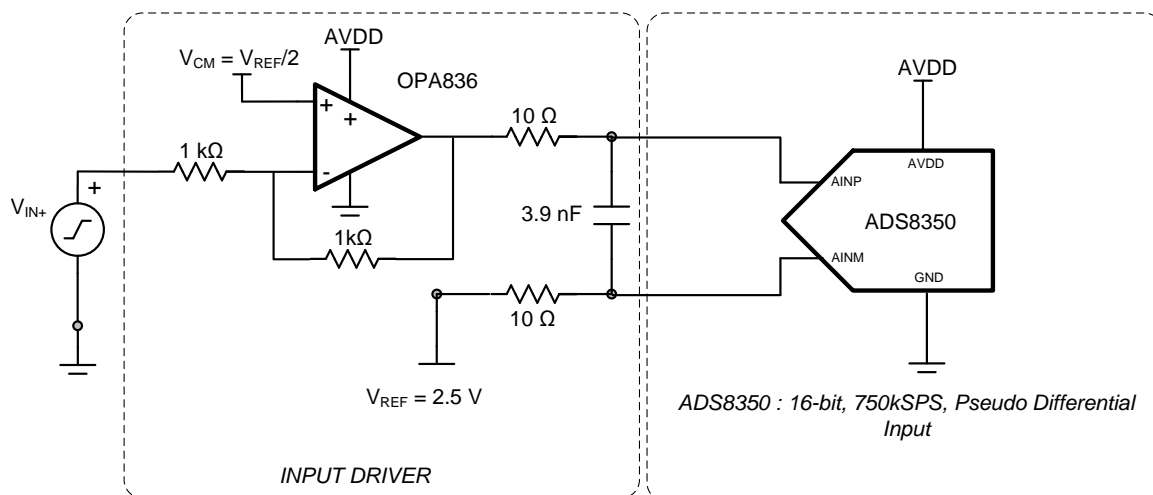 AVDD
V_CM = V_REF/2
OPA836
+
+
-
1 kΩ
10 Ω
AVDD
+
V_IN+
1kΩ
3.9 nF
AINP
AVDD
ADS8350
AINM
GND
10 Ω
V_REF = 2.5 V
ADS8350 : 16-bit, 750kSPS, Pseudo Differential
Input
INPUT DRIVER